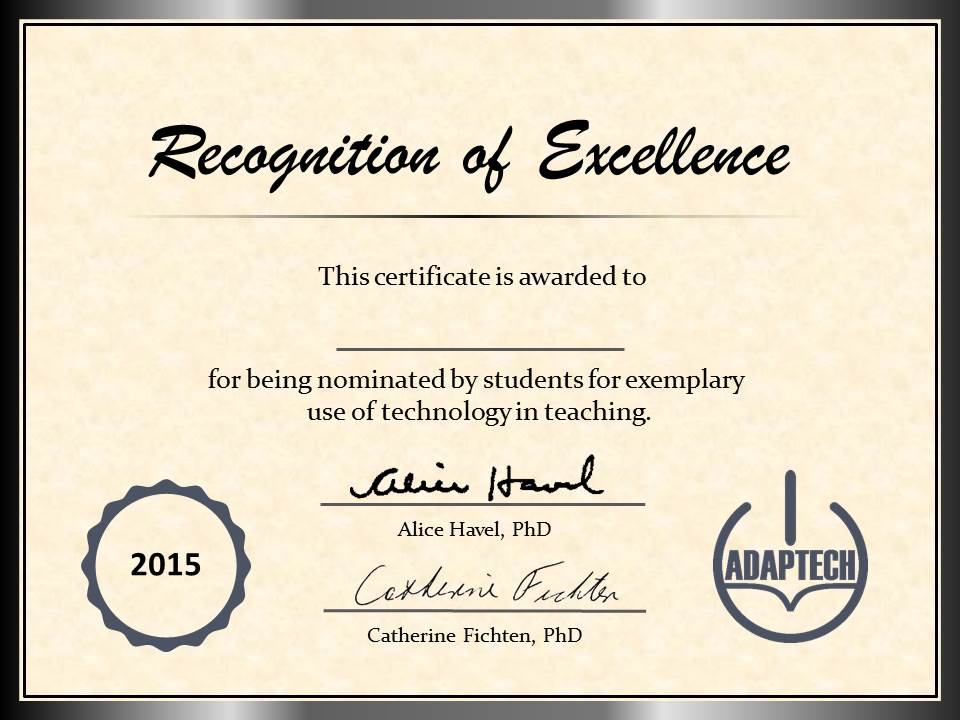 Recognition of Excellence
This certificate is awarded to
for being nominated by students for exemplary
use of technology in teaching.
Alice Havel
Alice Havel, PhD
2015
ADAPTECH
Catherine Fichten
Catherine Fichten, PhD